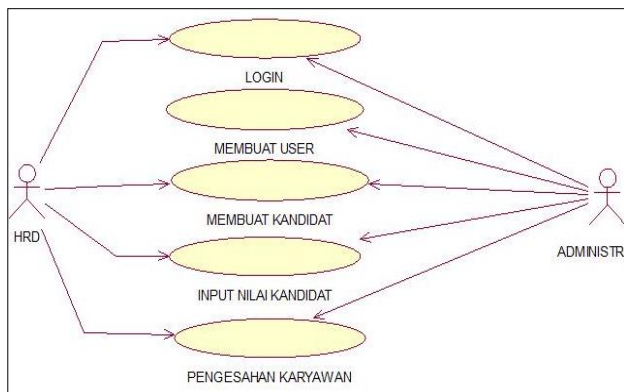 LOGIN
MEMBUAT USER
MEMBUAT KANDIDAT
HRD
ADMINISTR
INPUT NILAI KANDIDAT
PENGESAHAN KARYAWAN